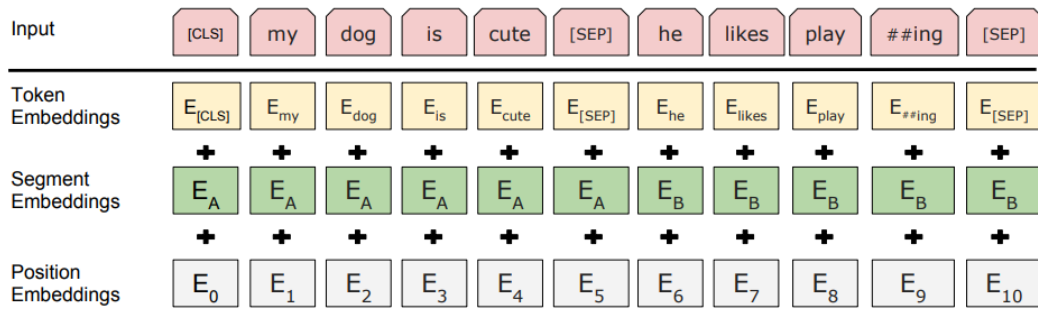 Input [CLS] my dog is cute [SEP] he likes play ##ing [SEP]
Token
Embeddings
E[CLS] Emy Edog Eis Ecute E[SEP] Ehe Elikes Eplay E##ing E[SEP]
+ + + + + + + + + + +
Segment
Embeddings
EA EA EA EA EA EA EB EB EB EB EB
+ + + + + + + + + + +
Position
Embeddings
E0 E1 E2 E3 E4 E5 E6 E7 E8 E9 E10